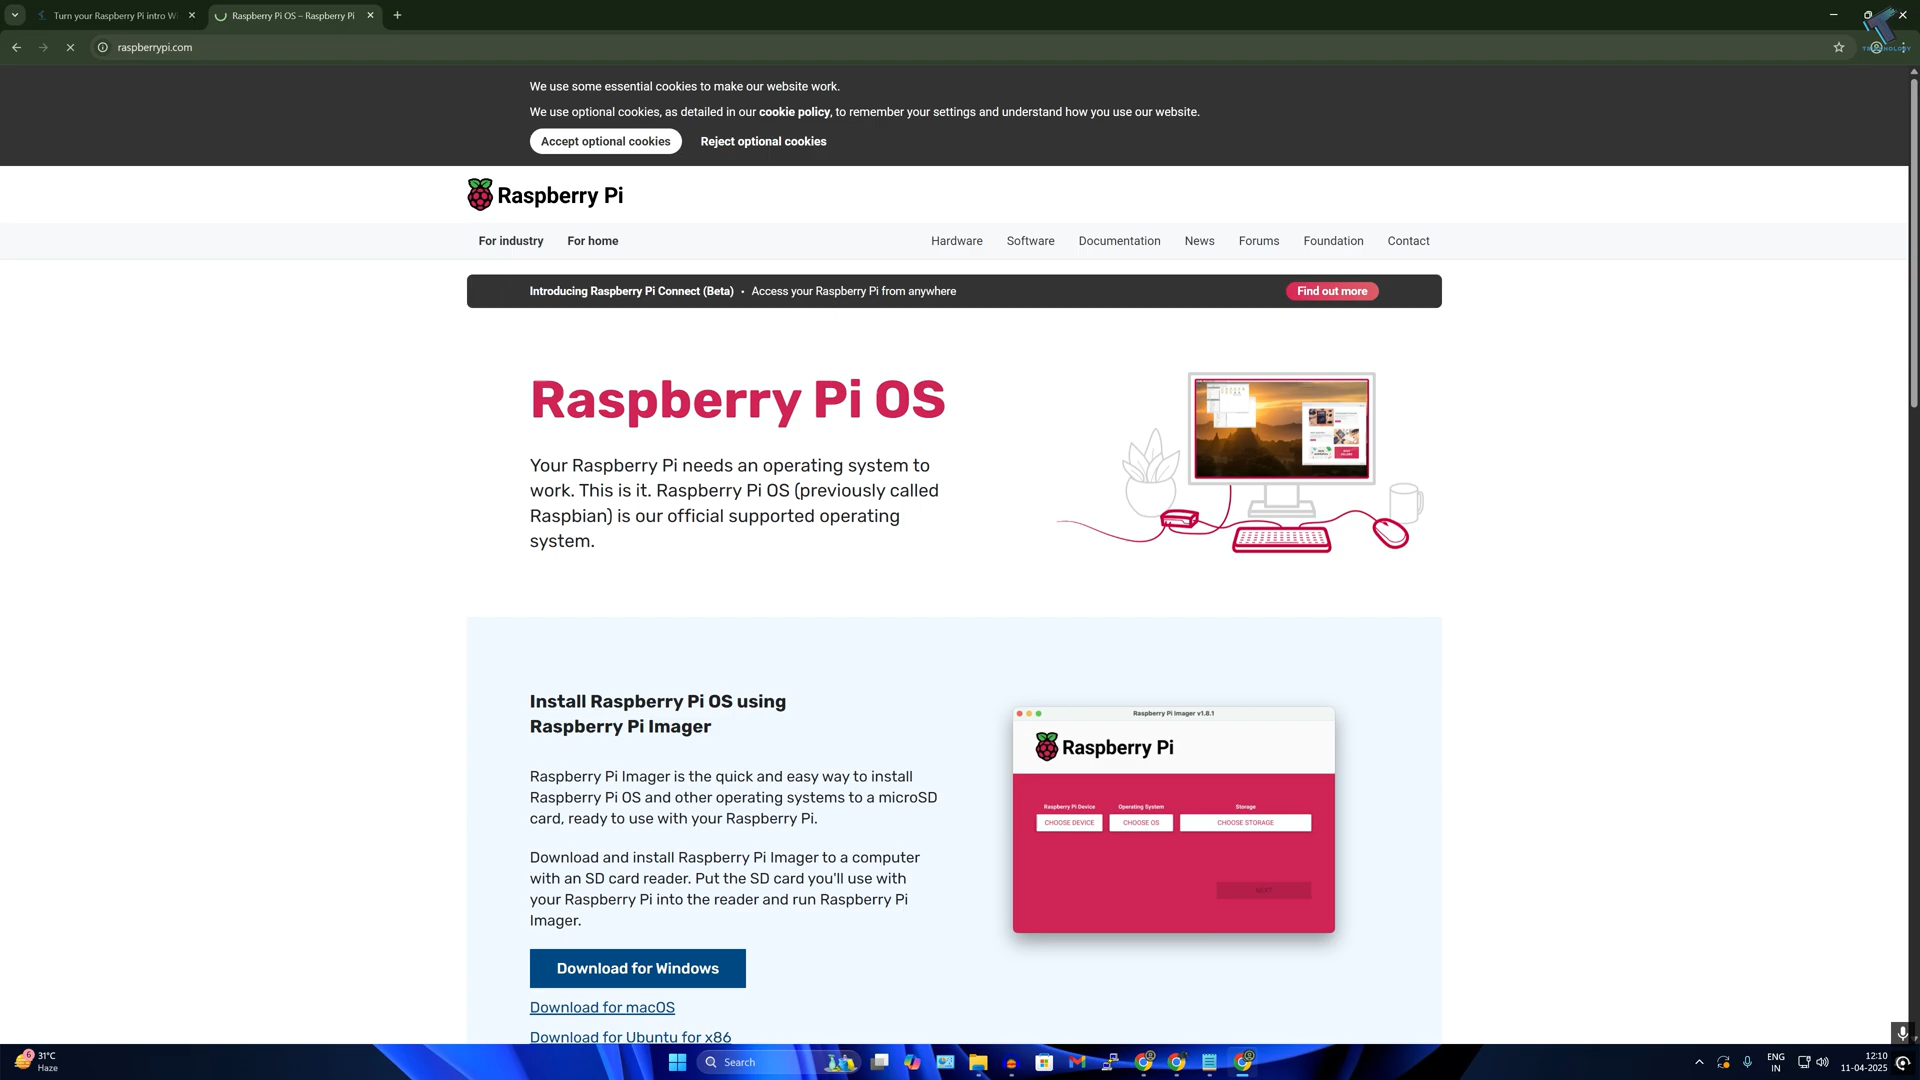 Turn your Raspberry Pi intro Wi
Raspberry Pi OS – Raspberry Pi
raspberrypi.com
TECHNOLOGY
We use some essential cookies to make our website work.
We use optional cookies, as detailed in our cookie policy, to remember your settings and understand how you use our website.
Accept optional cookies
Reject optional cookies
Raspberry Pi
For industry
For home
Hardware
Software
Documentation
News
Forums
Foundation
Contact
Introducing Raspberry Pi Connect (Beta) • Access your Raspberry Pi from anywhere
Find out more
Raspberry Pi OS
Your Raspberry Pi needs an operating system to
work. This is it. Raspberry Pi OS (previously called
Raspbian) is our official supported operating
system.
Install Raspberry Pi OS using
Raspberry Pi Imager
Raspberry Pi Imager is the quick and easy way to install
Raspberry Pi OS and other operating systems to a microSD
card, ready to use with your Raspberry Pi.
Download and install Raspberry Pi Imager to a computer
with an SD card reader. Put the SD card you'll use with
your Raspberry Pi into the reader and run Raspberry Pi
Imager.
Download for Windows
Download for macOS
Download for Ubuntu for x86
Raspberry Pi Imager v1.8.1
Raspberry Pi
Raspberry Pi Device
Operating System
Storage
CHOOSE DEVICE
CHOOSE OS
CHOOSE STORAGE
NEXT
6
31°C
Haze
Search
ENG
IN
12:10
11-04-2025